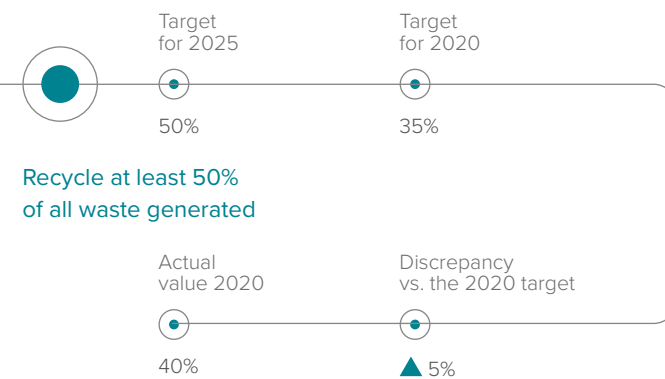 Target
for 2025
Target
for 2020
50%
35%
Recycle at least 50%
of all waste generated
Actual
value 2020
Discrepancy
vs. the 2020 target
40%
5%